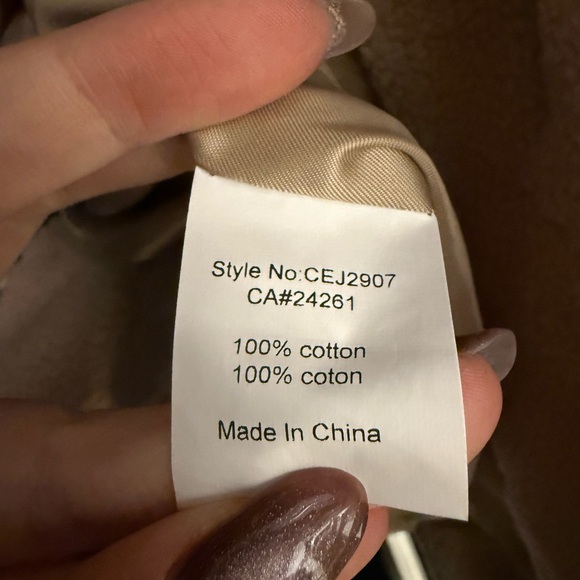 Style No:CEJ2907
CA#24261
100% cotton
100% coton
Made In China